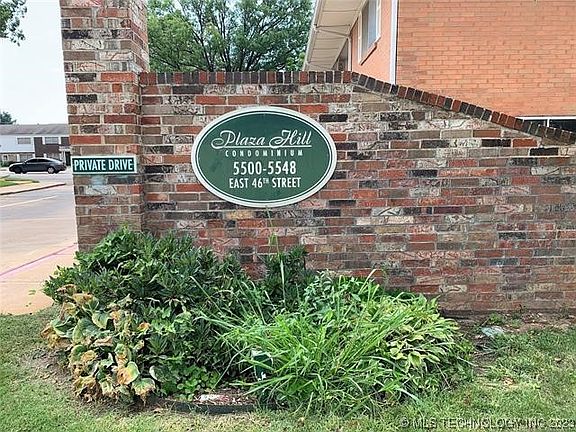 PRIVATE DRIVE
Plaza Hill
CONDOMINIUM
5500-5548
EAST 46TH STREET
© MLS TECHNOLOGY, INC 2023